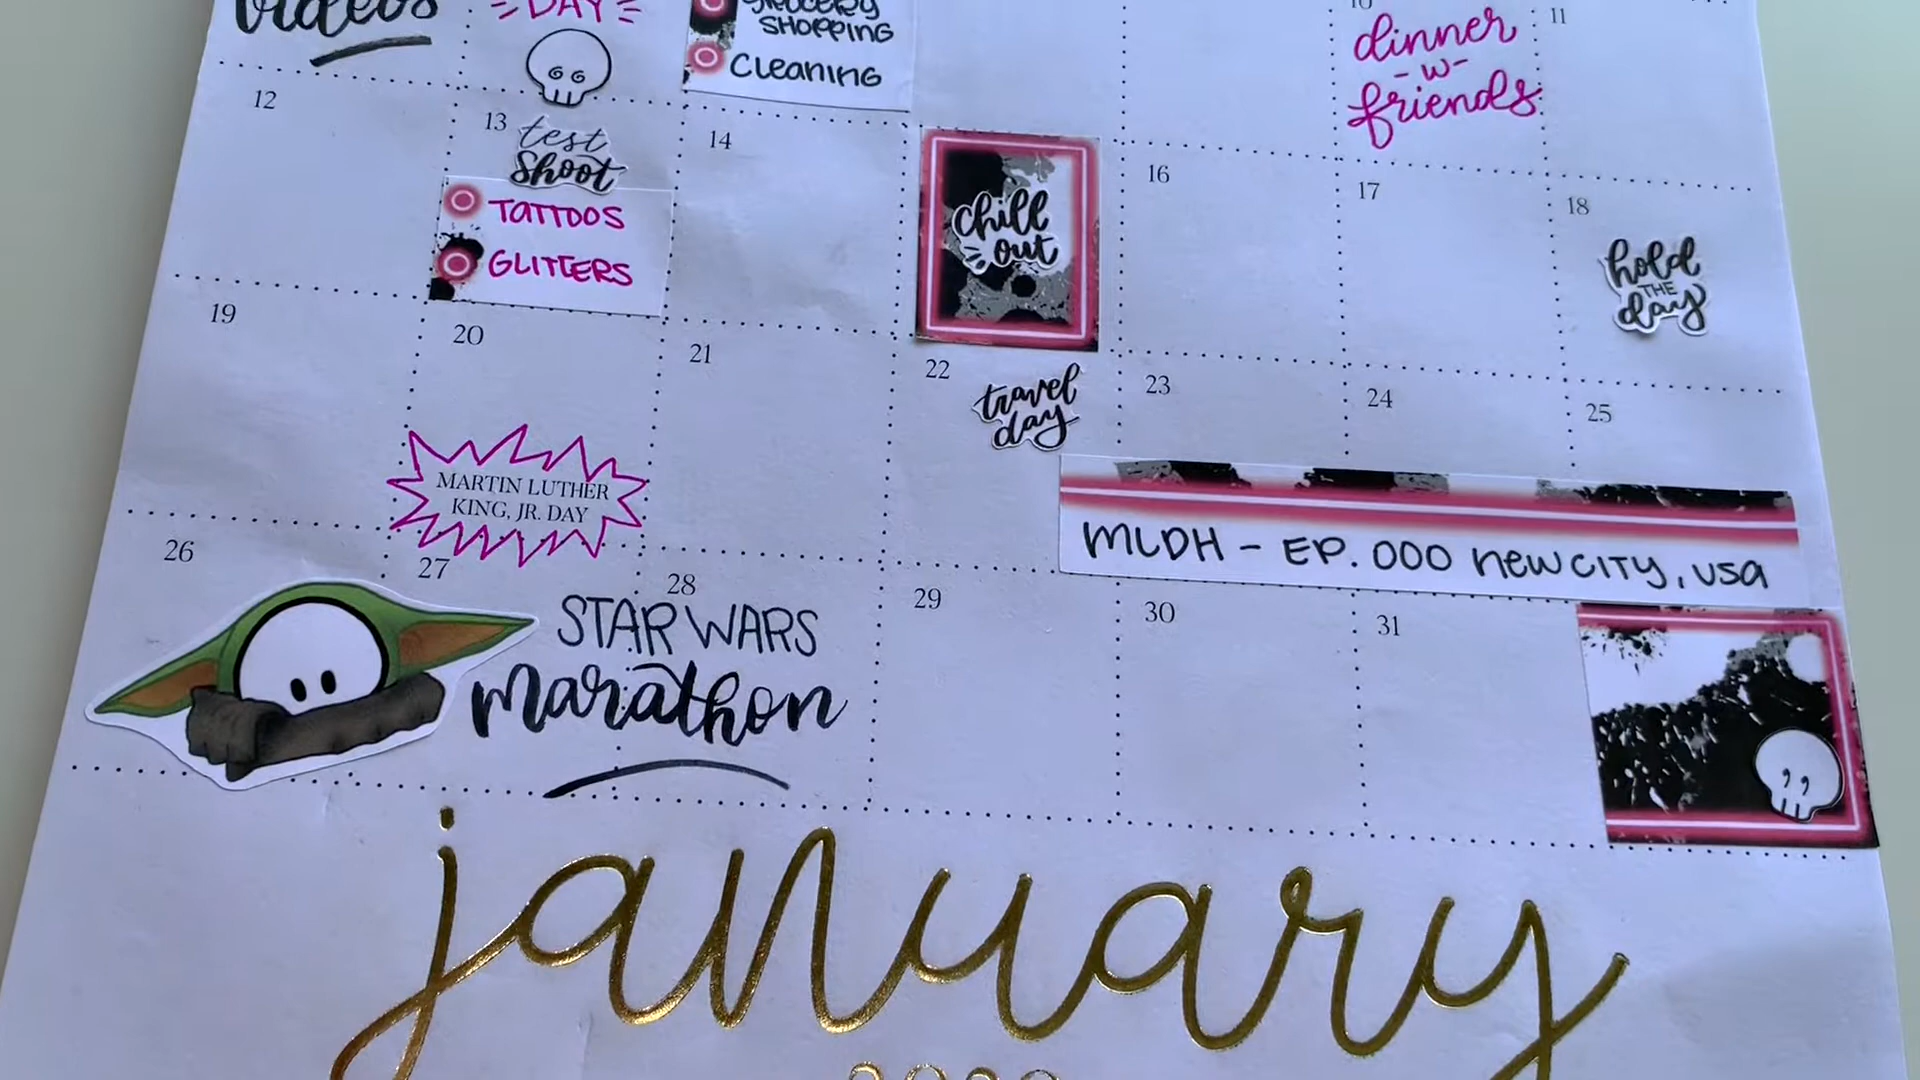 videos
DAY
GROCERY
SHOPPING
Cleaning
10
dinner
-w-
friends
11
12
13
test
shoot
TATTOOS
GLITTERS
14
chill
out
16
17
18
hold
THE
day
19
20
MARTIN LUTHER
KING, JR. DAY
21
22
travel
day
23
24
25
MLDH - EP. 000 new CITY, USA
26
27
28
STAR WARS
marathon
29
30
31
january